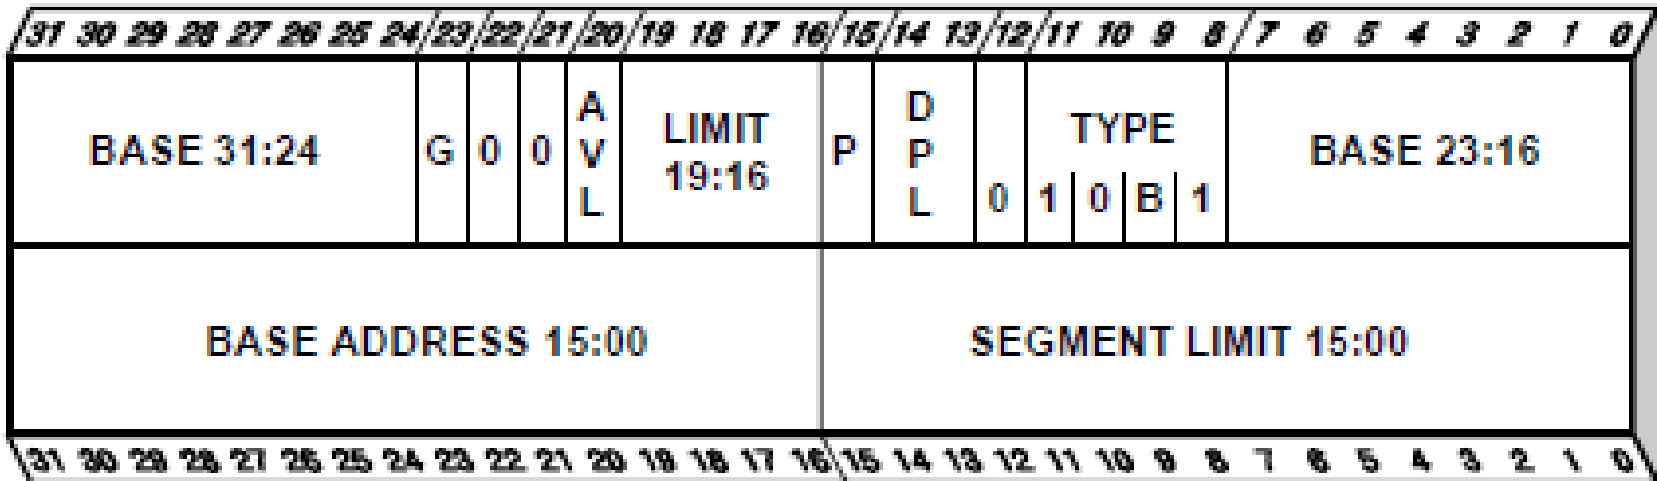 31 30 29 28 27 26 25 24 23 22 21 20 19 18 17 16 15 14 13 12 11 10 9 8 7 6 5 4 3 2 1 0
BASE 31:24
G
0
0
AVL
LIMIT
19:16
P
DPL
0
TYPE
1 0 B 1
BASE 23:16
BASE ADDRESS 15:00
SEGMENT LIMIT 15:00
31 30 29 28 27 26 25 24 23 22 21 20 19 18 17 16 15 14 13 12 11 10 9 8 7 6 5 4 3 2 1 0